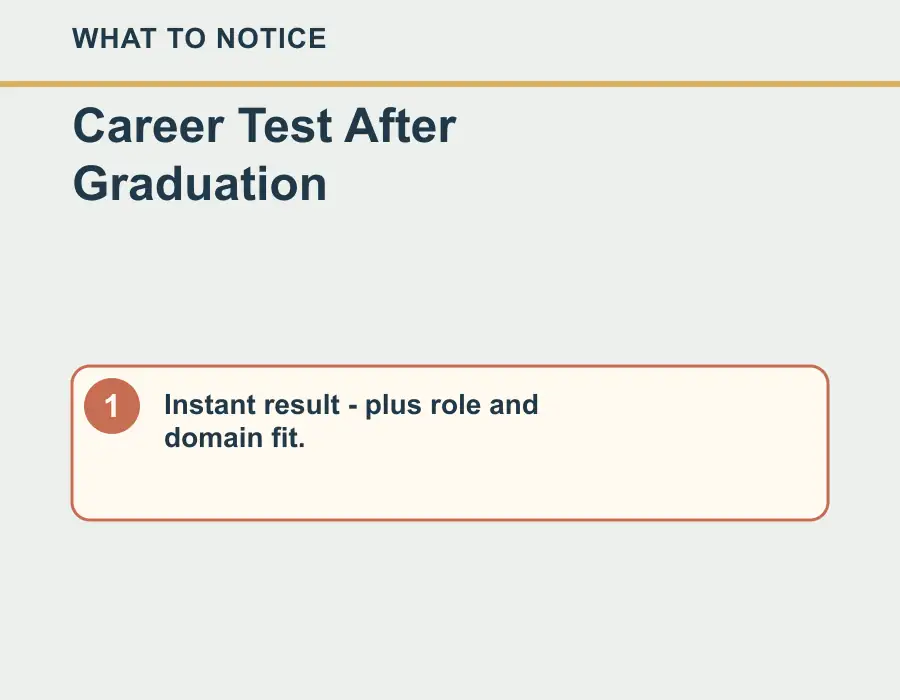 WHAT TO NOTICE
Career Test After
Graduation
1
Instant result - plus role and
domain fit.